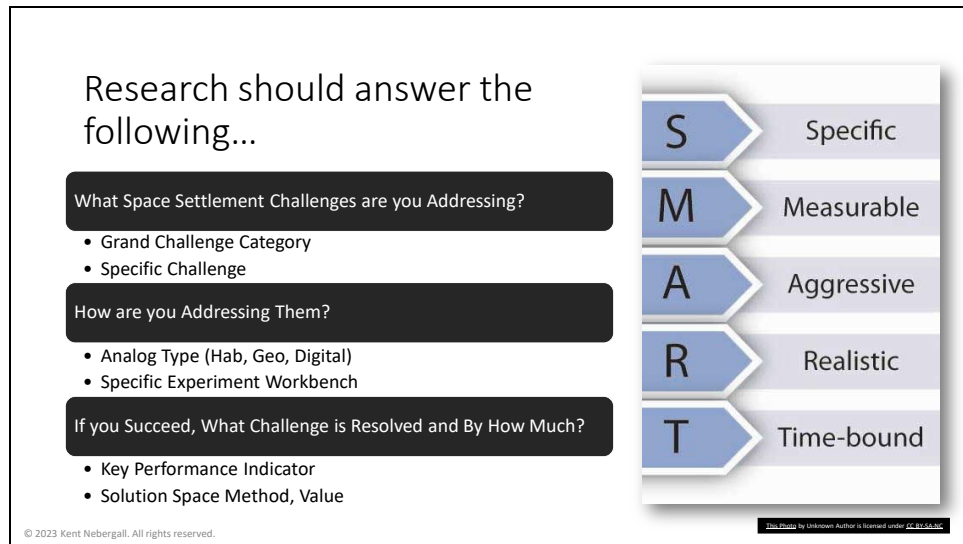 Research should answer the
following...
What Space Settlement Challenges are you Addressing?
• Grand Challenge Category
• Specific Challenge
How are you Addressing Them?
• Analog Type (Hab, Geo, Digital)
• Specific Experiment Workbench
If you Succeed, What Challenge is Resolved and By How Much?
• Key Performance Indicator
• Solution Space Method, Value
S Specific
M Measurable
A Aggressive
R Realistic
T Time-bound
© 2023 Kent Nebergall. All rights reserved.
This Photo by Unknown Author is licensed under CC BY-SA-NC